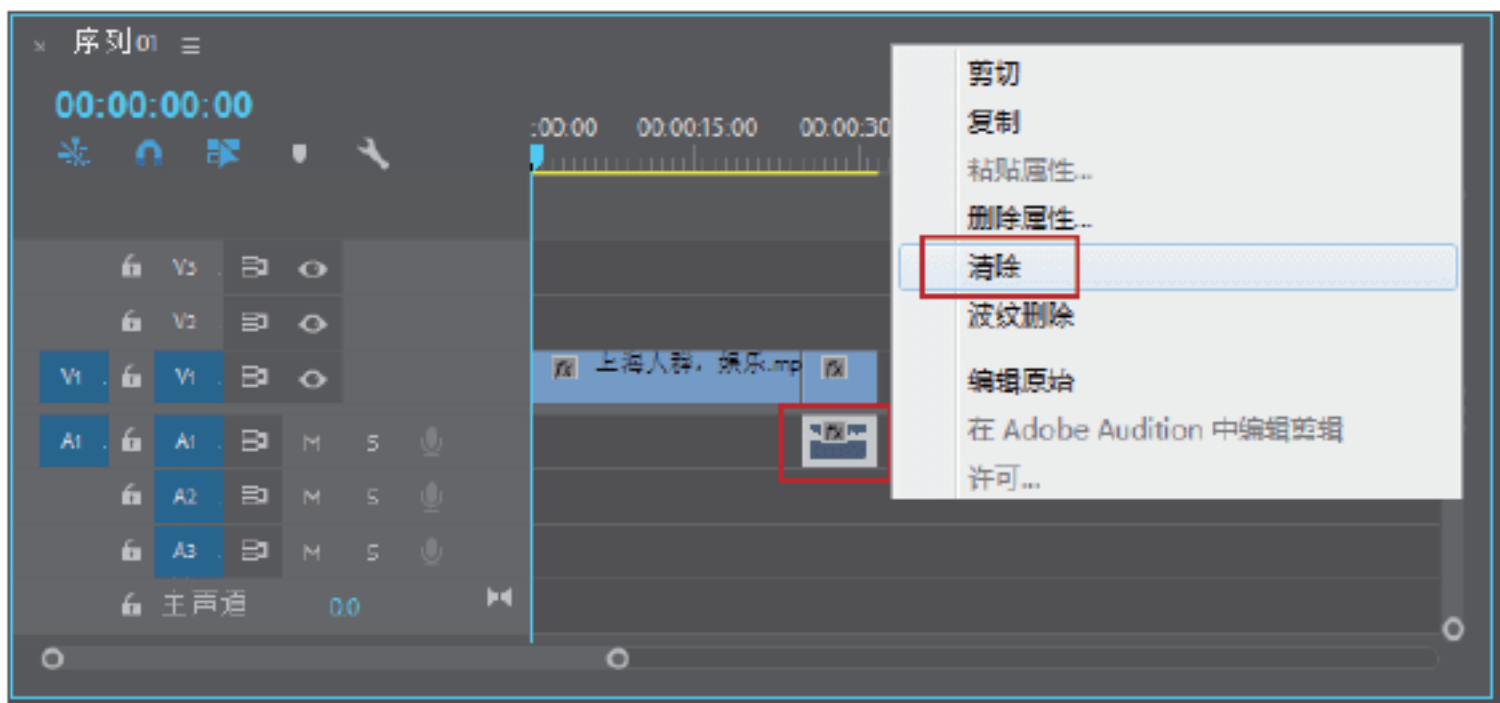 × 序列01 ☰
00:00:00:00
:00:00 00:00:15:00 00:00:30
V3
V2
V1 V1
fx 上海人群，娱乐.mp fx
A1 A1 M S
fx
A2 M S
A3 M S
主声道 0.0
剪切
复制
粘贴属性...
删除属性...
清除
波纹删除
编辑原始
在 Adobe Audition 中编辑剪辑
许可...